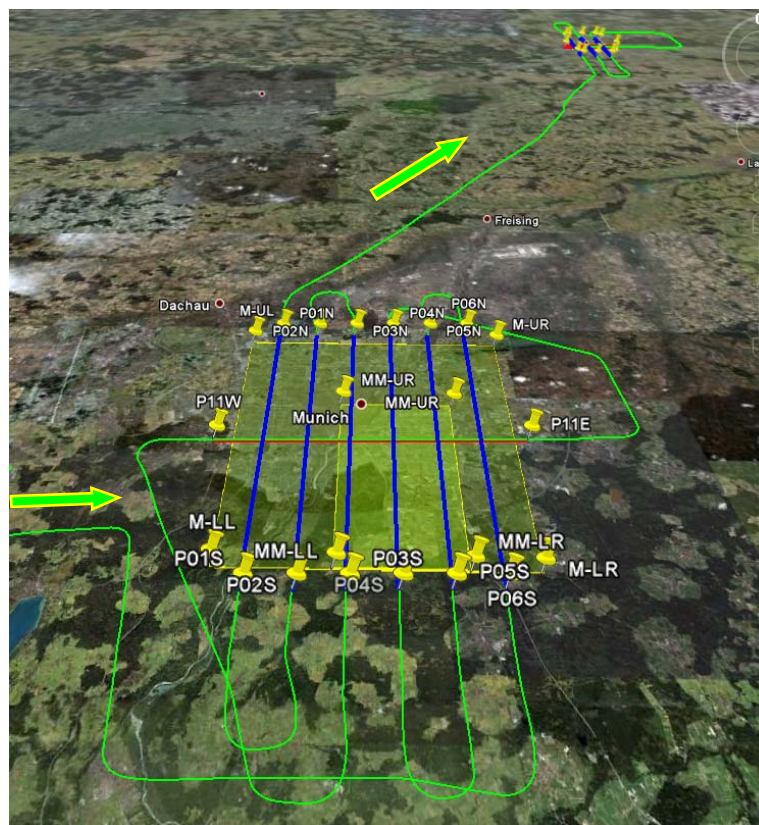 La
Freising
Dachau
M-UL
P01N
P06N
P02N
P03N
P04N
P05N
M-UR
MM-UR
P11W
Munich
MM-UR
P11E
M-LL
P01S
MM-LL
P03S
MM-LR
P02S
P04S
P05S
M-LR
P06S